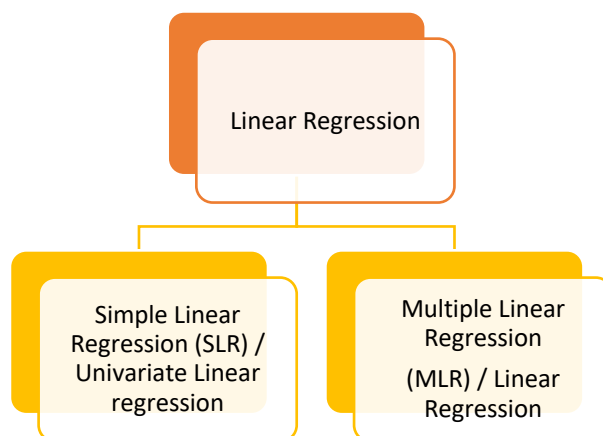 Linear Regression
Simple Linear
Regression (SLR) /
Univariate Linear
regression
Multiple Linear
Regression
(MLR) / Linear
Regression